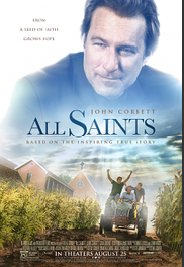 FROM
A SEED OF FAITH
GROWS HOPE
JOHN CORBETT
ALL SAINTS
BASED ON THE INSPIRING TRUE STORY
IN THEATERS AUGUST 25